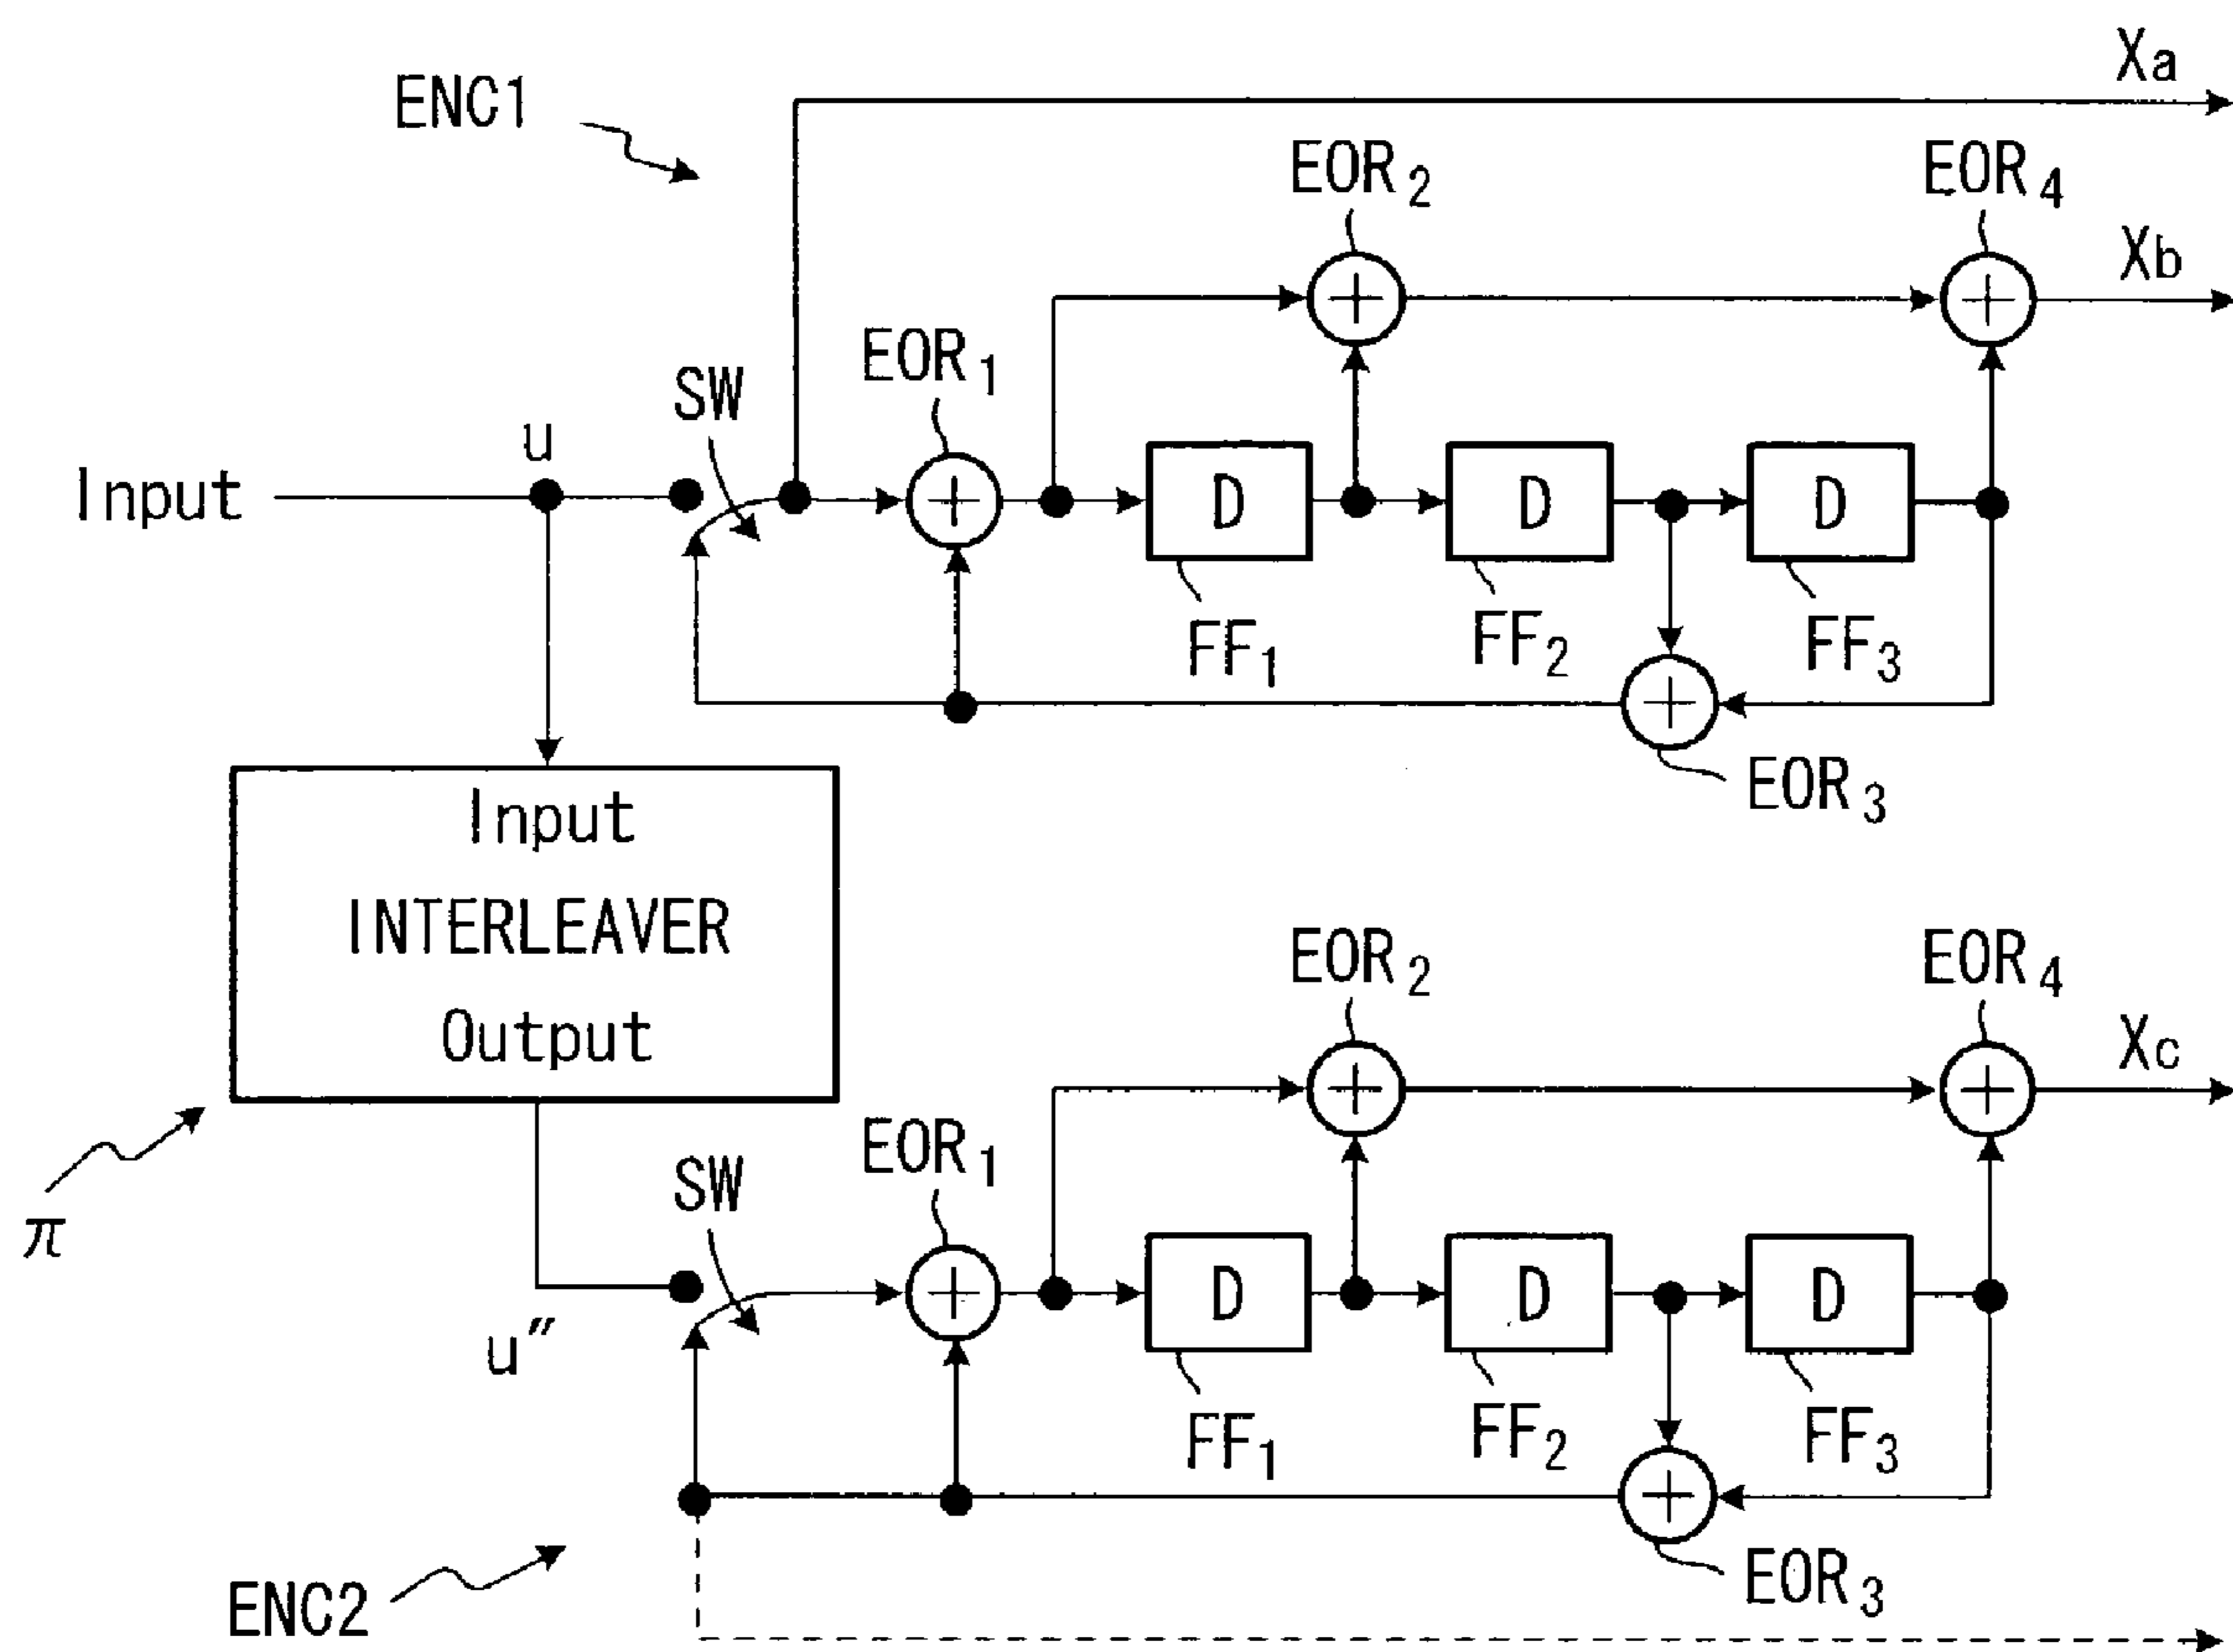 Xa
ENC1
EOR2
EOR4
Xb
EOR1
SW
u
Input
D
D
D
FF1
FF2
FF3
EOR3
Input
INTERLEAVER
Output
π
EOR2
EOR4
Xc
EOR1
SW
D
D
D
u"
FF1
FF2
FF3
EOR3
ENC2